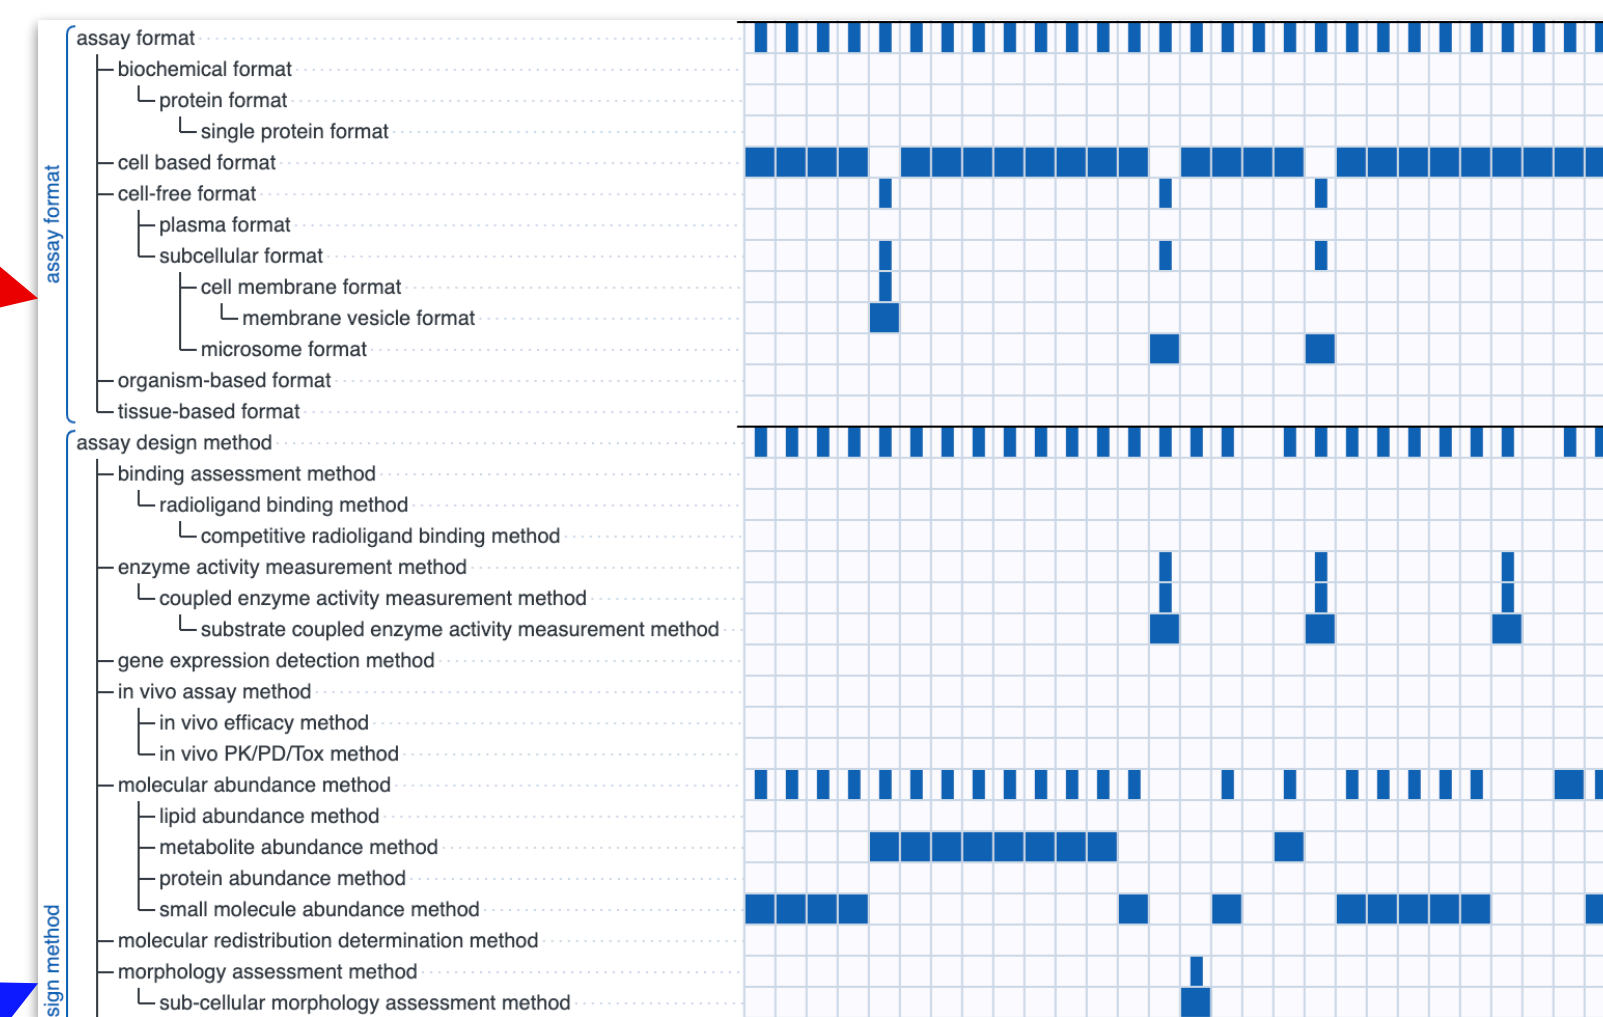 assay format
biochemical format
protein format
single protein format
cell based format
cell-free format
plasma format
subcellular format
cell membrane format
membrane vesicle format
microsome format
organism-based format
tissue-based format
assay format
assay design method
binding assessment method
radioligand binding method
competitive radioligand binding method
enzyme activity measurement method
coupled enzyme activity measurement method
substrate coupled enzyme activity measurement method
gene expression detection method
in vivo assay method
in vivo efficacy method
in vivo PK/PD/Tox method
molecular abundance method
lipid abundance method
metabolite abundance method
protein abundance method
small molecule abundance method
molecular redistribution determination method
morphology assessment method
sub-cellular morphology assessment method
sign method